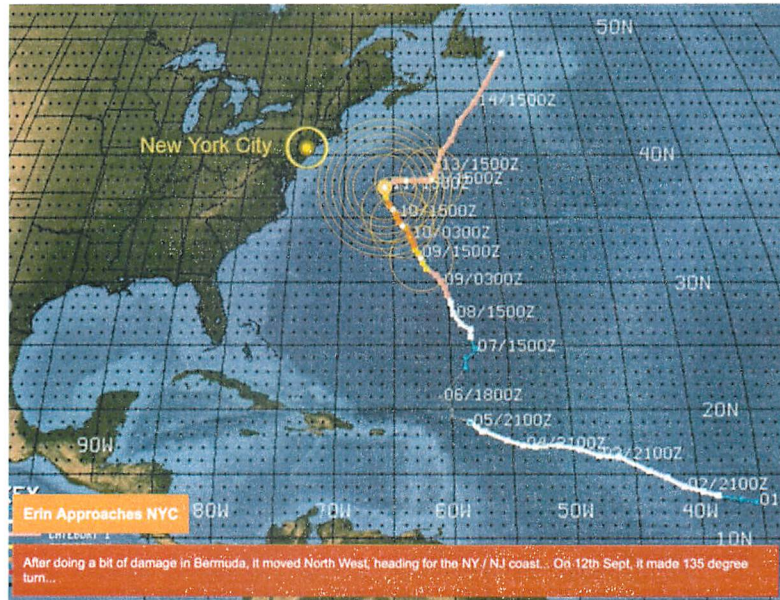 50N
14/1500Z
New York City
40N
13/1500Z
10/1500Z
10/0300Z
09/1500Z
09/0300Z
30N
08/1500Z
07/1500Z
06/1800Z
20N
05/2100Z
04/2100Z
03/2100Z
90W
02/2100Z
01
80W
70W
60W
50W
40W
10N
Erin Approaches NYC
After doing a bit of damage in Bermuda, it moved North West, heading for the NY / NJ coast... On 12th Sept, it made 135 degree
turn...